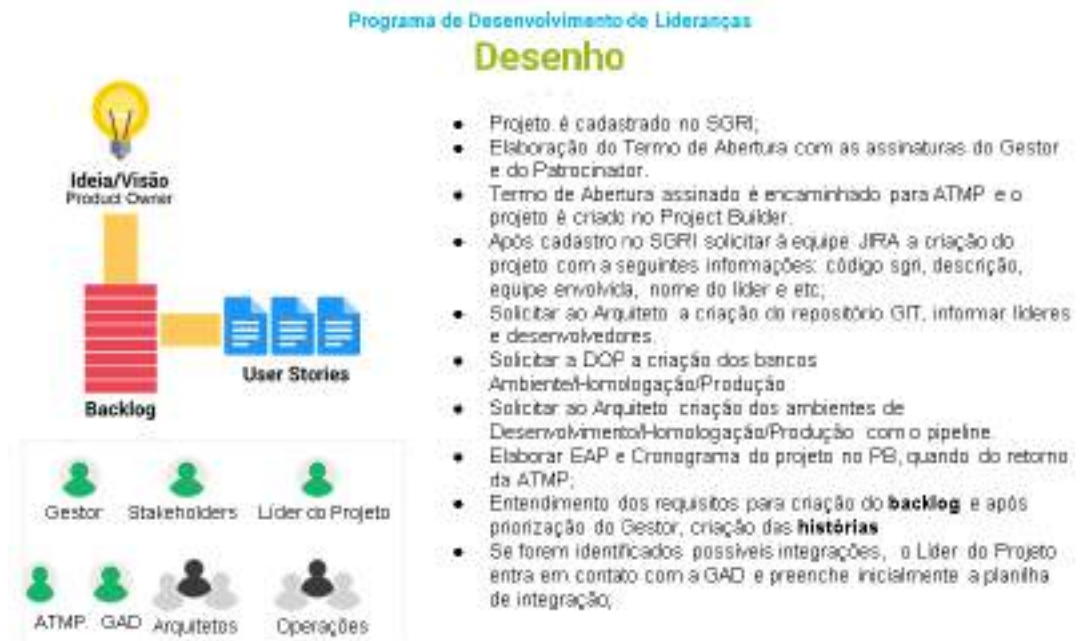 Programa de Desenvolvimento de Lideranças
Desenho
Ideia/Visão
Product Owner
Backlog
User Stories
Gestor
Stakeholders
Líder do Projeto
ATMP.
GAD
Arquitetos
Operações
• Projeto é cadastrado no SGRI;
• Elaboração do Termo de Abertura com as assinaturas do Gestor
e do Patrocinador.
• Termo de Abertura assinado é encaminhado para ATMP e o
projeto é criado no Project Builder.
• Após cadastro no SGRI solicitar à equipe JIRA a criação do
projeto com a seguintes informações: código sgri, descrição,
equipe envolvida, nome do líder e etc;
• Solicitar ao Arquiteto a criação do repositório GIT, informar líderes
e desenvolvedores.
• Solicitar a DOP a criação dos bancos
Ambiente/Homologação/Produção
• Solicitar ao Arquiteto criação dos ambientes de
Desenvolvimento/Homologação/Produção com o pipeline.
• Elaborar EAP e Cronograma do projeto no PB, quando do retorno
da ATMP;
• Entendimento dos requisitos para criação do backlog e após
priorização do Gestor, criação das histórias
• Se forem identificados possíveis integrações, o Líder do Projeto
entra em contato com a GAD e preenche inicialmente a planilha
de integração;